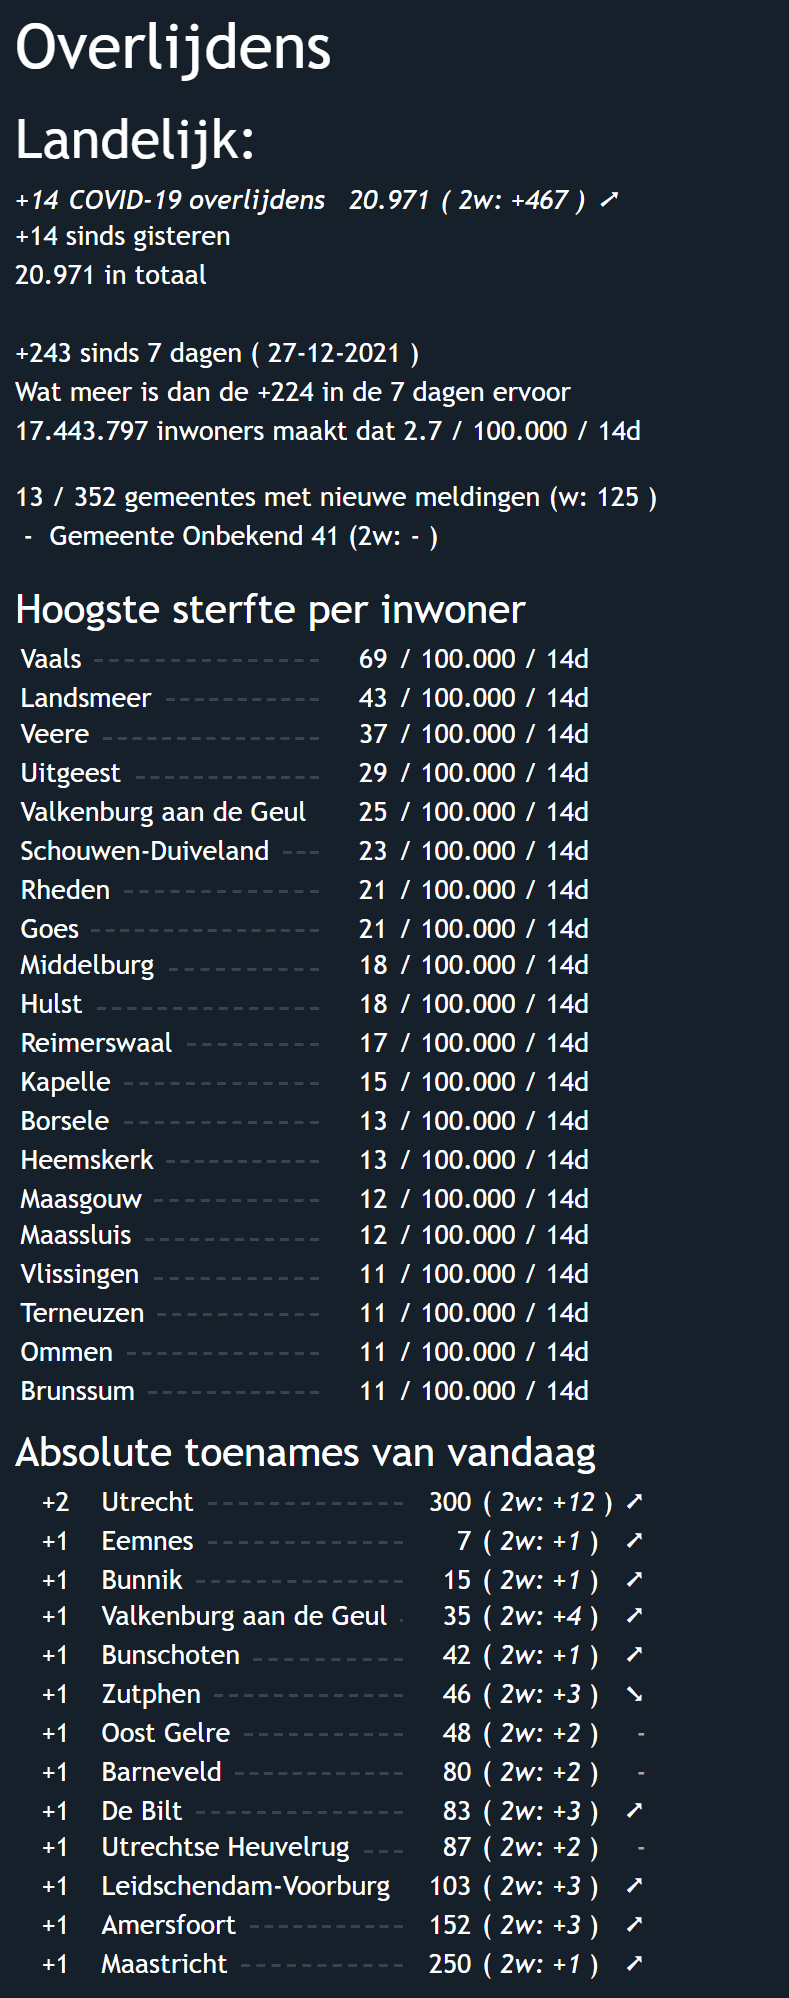 Overlijdens
Landelijk:
+14 COVID-19 overlijdens 20.971 ( 2w: +467 ) ➚
+14 sinds gisteren
20.971 in totaal
+243 sinds 7 dagen ( 27-12-2021 )
Wat meer is dan de +224 in de 7 dagen ervoor
17.443.797 inwoners maakt dat 2.7 / 100.000 / 14d
13 / 352 gemeentes met nieuwe meldingen (w: 125 )
- Gemeente Onbekend 41 (2w: - )
Hoogste sterfte per inwoner
Vaals ---------------- 69 / 100.000 / 14d
Landsmeer ----------- 43 / 100.000 / 14d
Veere ---------------- 37 / 100.000 / 14d
Uitgeest ------------- 29 / 100.000 / 14d
Valkenburg aan de Geul 25 / 100.000 / 14d
Schouwen-Duiveland --- 23 / 100.000 / 14d
Rheden -------------- 21 / 100.000 / 14d
Goes ---------------- 21 / 100.000 / 14d
Middelburg ----------- 18 / 100.000 / 14d
Hulst ---------------- 18 / 100.000 / 14d
Reimerswaal --------- 17 / 100.000 / 14d
Kapelle -------------- 15 / 100.000 / 14d
Borsele -------------- 13 / 100.000 / 14d
Heemskerk ----------- 13 / 100.000 / 14d
Maasgouw ------------ 12 / 100.000 / 14d
Maassluis ------------ 12 / 100.000 / 14d
Vlissingen ------------ 11 / 100.000 / 14d
Terneuzen ------------ 11 / 100.000 / 14d
Ommen -------------- 11 / 100.000 / 14d
Brunssum ------------ 11 / 100.000 / 14d
Absolute toenames van vandaag
+2 Utrecht -------------- 300 ( 2w: +12 ) ➚
+1 Eemnes -------------- 7 ( 2w: +1 ) ➚
+1 Bunnik --------------- 15 ( 2w: +1 ) ➚
+1 Valkenburg aan de Geul - 35 ( 2w: +4 ) ➚
+1 Bunschoten ----------- 42 ( 2w: +1 ) ➚
+1 Zutphen -------------- 46 ( 2w: +3 ) ➘
+1 Oost Gelre ----------- 48 ( 2w: +2 ) -
+1 Barneveld ------------ 80 ( 2w: +2 ) -
+1 De Bilt --------------- 83 ( 2w: +3 ) ➚
+1 Utrechtse Heuvelrug --- 87 ( 2w: +2 ) -
+1 Leidschendam-Voorburg 103 ( 2w: +3 ) ➚
+1 Amersfoort ----------- 152 ( 2w: +3 ) ➚
+1 Maastricht ------------ 250 ( 2w: +1 ) ➚